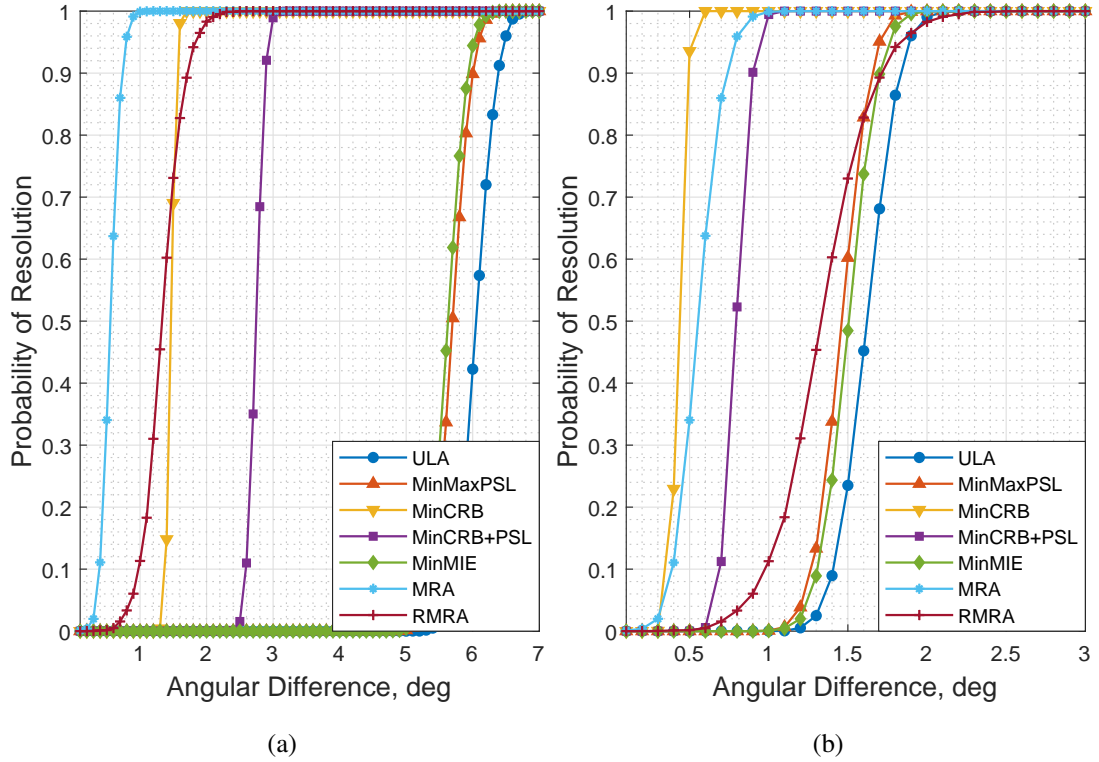 1
0.9
0.8
0.7
0.6
0.5
0.4
0.3
0.2
0.1
0
Probability of Resolution
1 2 3 4 5 6 7
Angular Difference, deg
ULA
MinMaxPSL
MinCRB
MinCRB+PSL
MinMIE
MRA
RMRA
(a)
1
0.9
0.8
0.7
0.6
0.5
0.4
0.3
0.2
0.1
0
Probability of Resolution
0.5 1 1.5 2 2.5 3
Angular Difference, deg
ULA
MinMaxPSL
MinCRB
MinCRB+PSL
MinMIE
MRA
RMRA
(b)